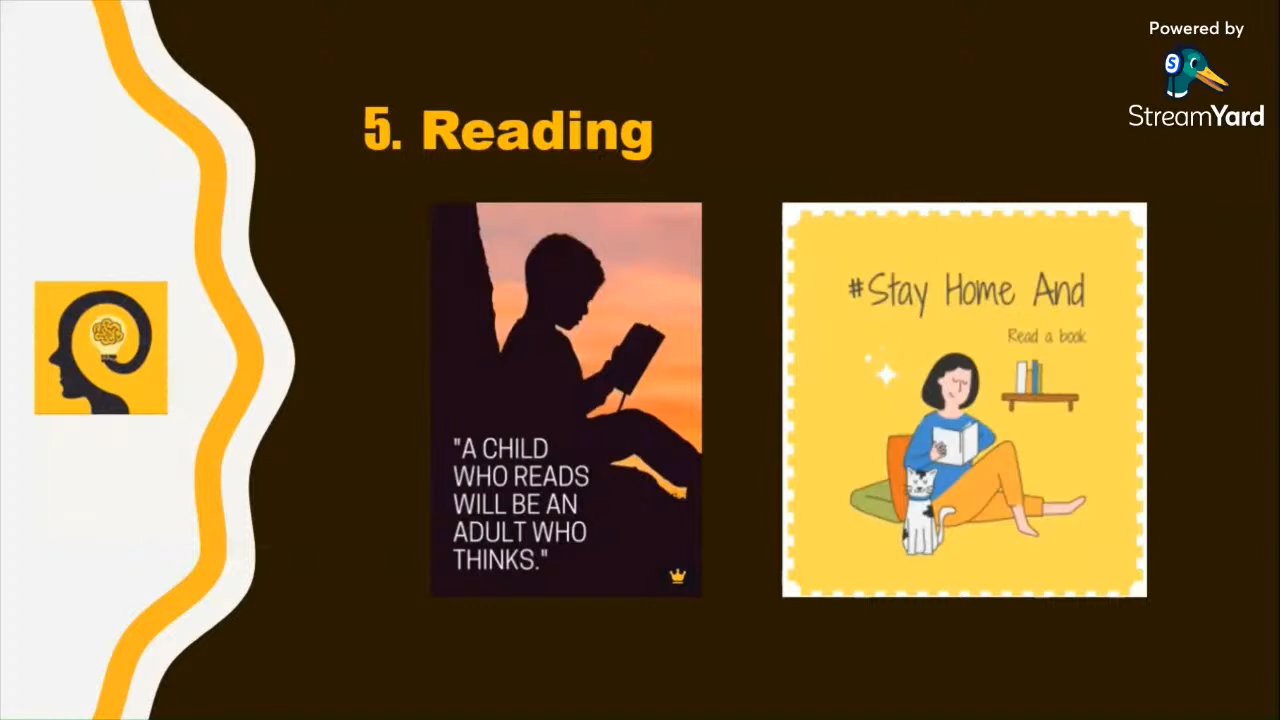 Powered by
S
StreamYard
5. Reading
"A CHILD
WHO READS
WILL BE AN
ADULT WHO
THINKS."
#Stay Home And
Read a book